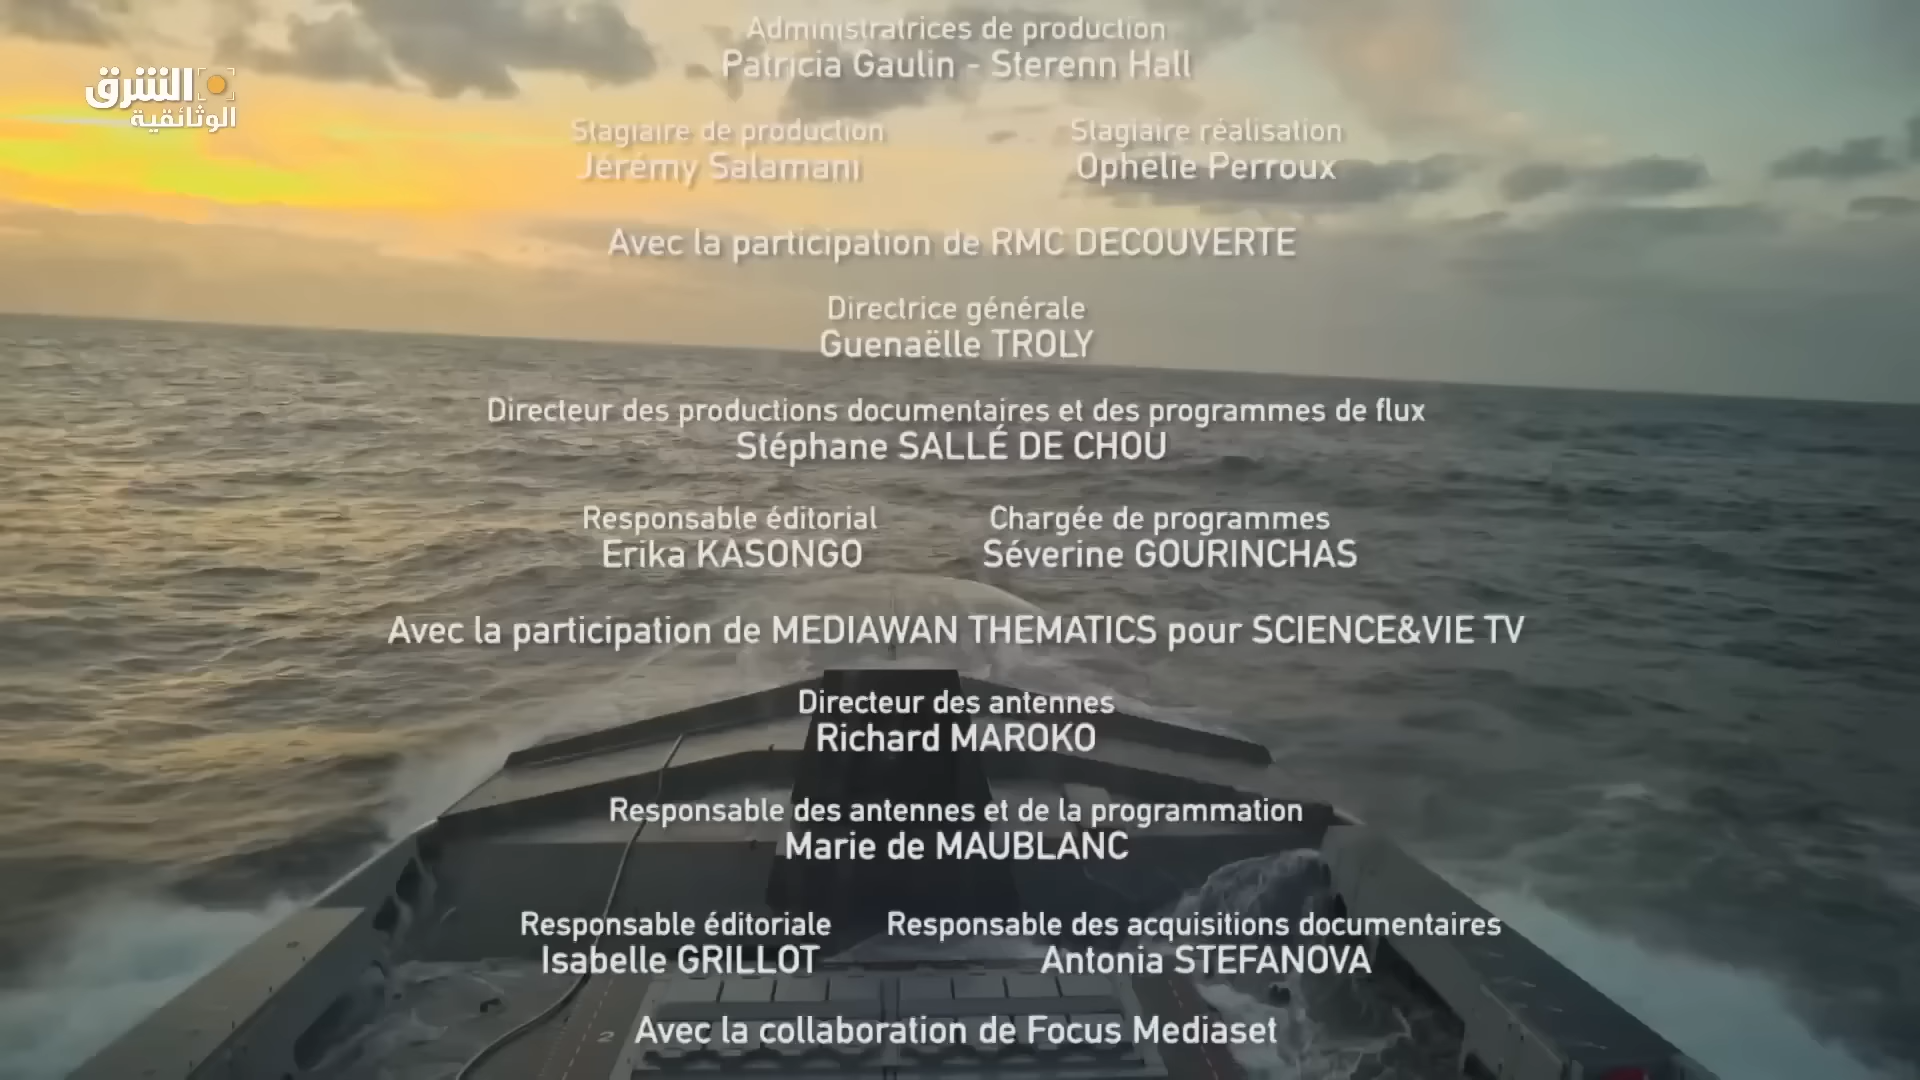 Administratrices de production
Patricia Gaulin - Sterenn Hall
الشرق
الوثائقية
Stagiaire de production
Jérémy Salamani
Stagiaire réalisation
Ophélie Perroux
Avec la participation de RMC DECOUVERTE
Directrice générale
Guenaëlle TROLY
Directeur des productions documentaires et des programmes de flux
Stéphane SALLÉ DE CHOU
Responsable éditorial
Erika KASONGO
Chargée de programmes
Séverine GOURINCHAS
Avec la participation de MEDIAWAN THEMATICS pour SCIENCE&VIE TV
Directeur des antennes
Richard MAROKO
Responsable des antennes et de la programmation
Marie de MAUBLANC
Responsable éditoriale
Isabelle GRILLOT
Responsable des acquisitions documentaires
Antonia STEFANOVA
2
Avec la collaboration de Focus Mediaset